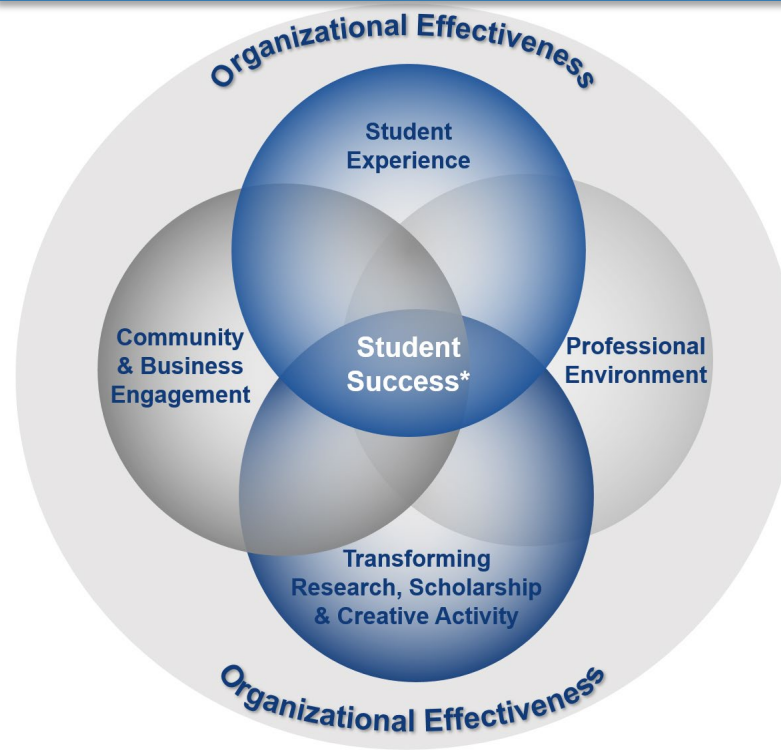 Organizational Effectiveness
Student
Experience
Community
& Business
Engagement
Student
Success*
Professional
Environment
Transforming
Research, Scholarship
& Creative Activity
Organizational Effectiveness